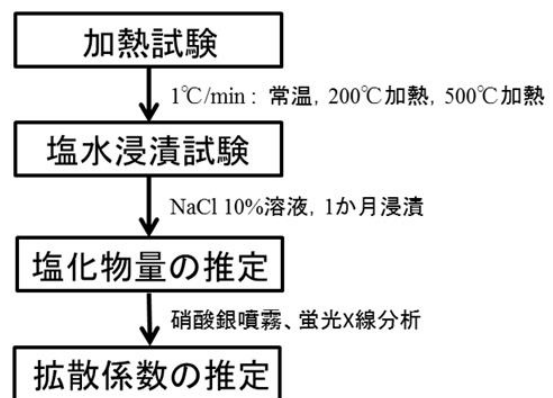 加熱試験
1℃/min : 常温, 200℃加熱, 500℃加熱
塩水浸漬試験
NaCl 10%溶液, 1か月浸漬
塩化物量の推定
硝酸銀噴霧、蛍光X線分析
拡散係数の推定